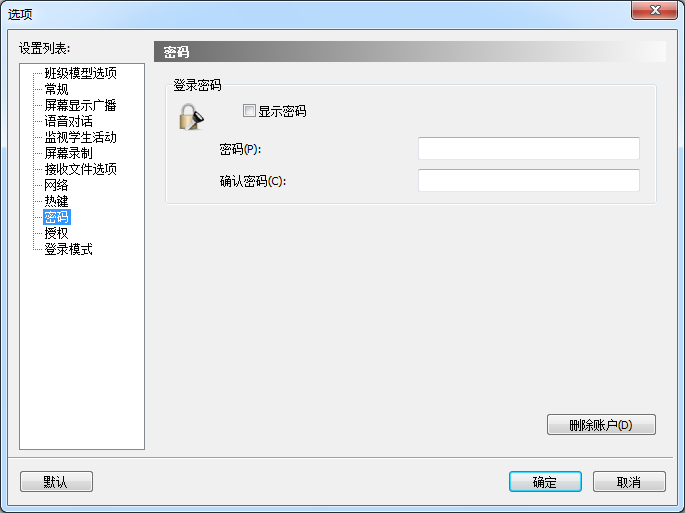 选项
设置列表:
班级模型选项
常规
屏幕显示广播
语音对话
监视学生活动
屏幕录制
接收文件选项
网络
热键
密码
授权
登录模式
密码
登录密码
显示密码
密码(P):
确认密码(C):
删除账户(D)
默认
确定
取消